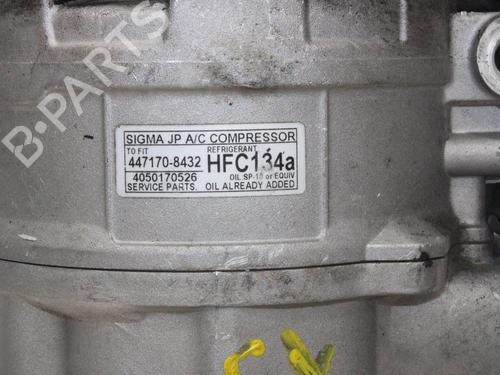 B-PARTS
SIGMA JP A/C COMPRESSOR
TO FIT REFRIGERANT
447170-8432 HFC134a
4050170526 OIL:SP-10 or EQUIV
SERVICE PARTS. OIL ALREADY ADDED